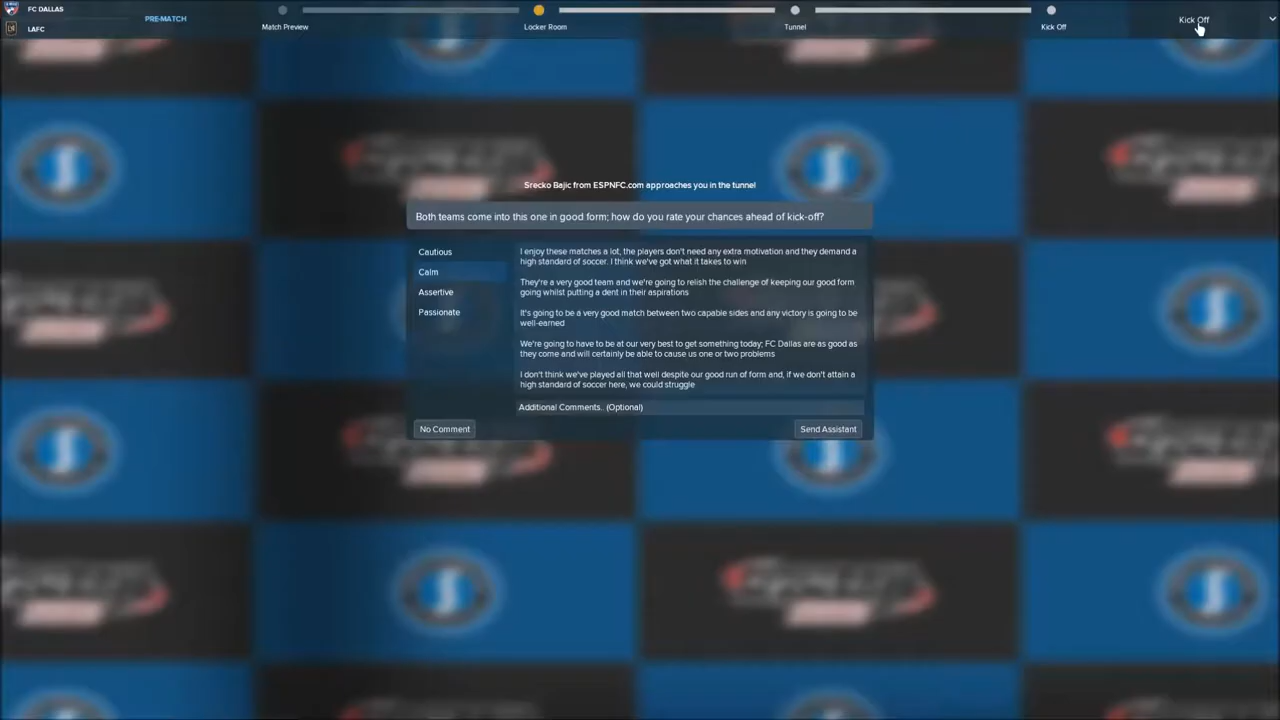 FC DALLAS
LAFC
PRE-MATCH
Match Preview
Locker Room
Tunnel
Kick Off
Kick Off
Srecko Bajic from ESPNFC.com approaches you in the tunnel
Both teams come into this one in good form; how do you rate your chances ahead of kick-off?
Cautious
Calm
Assertive
Passionate
I enjoy these matches a lot, the players don't need any extra motivation and they demand a
high standard of soccer. I think we've got what it takes to win
They're a very good team and we're going to relish the challenge of keeping our good form
going whilst putting a dent in their aspirations
It's going to be a very good match between two capable sides and any victory is going to be
well-earned
We're going to have to be at our very best to get something today; FC Dallas are as good as
they come and will certainly be able to cause us one or two problems
I don't think we've played all that well despite our good run of form and, if we don't attain a
high standard of soccer here, we could struggle
Additional Comments.. (Optional)
No Comment
Send Assistant